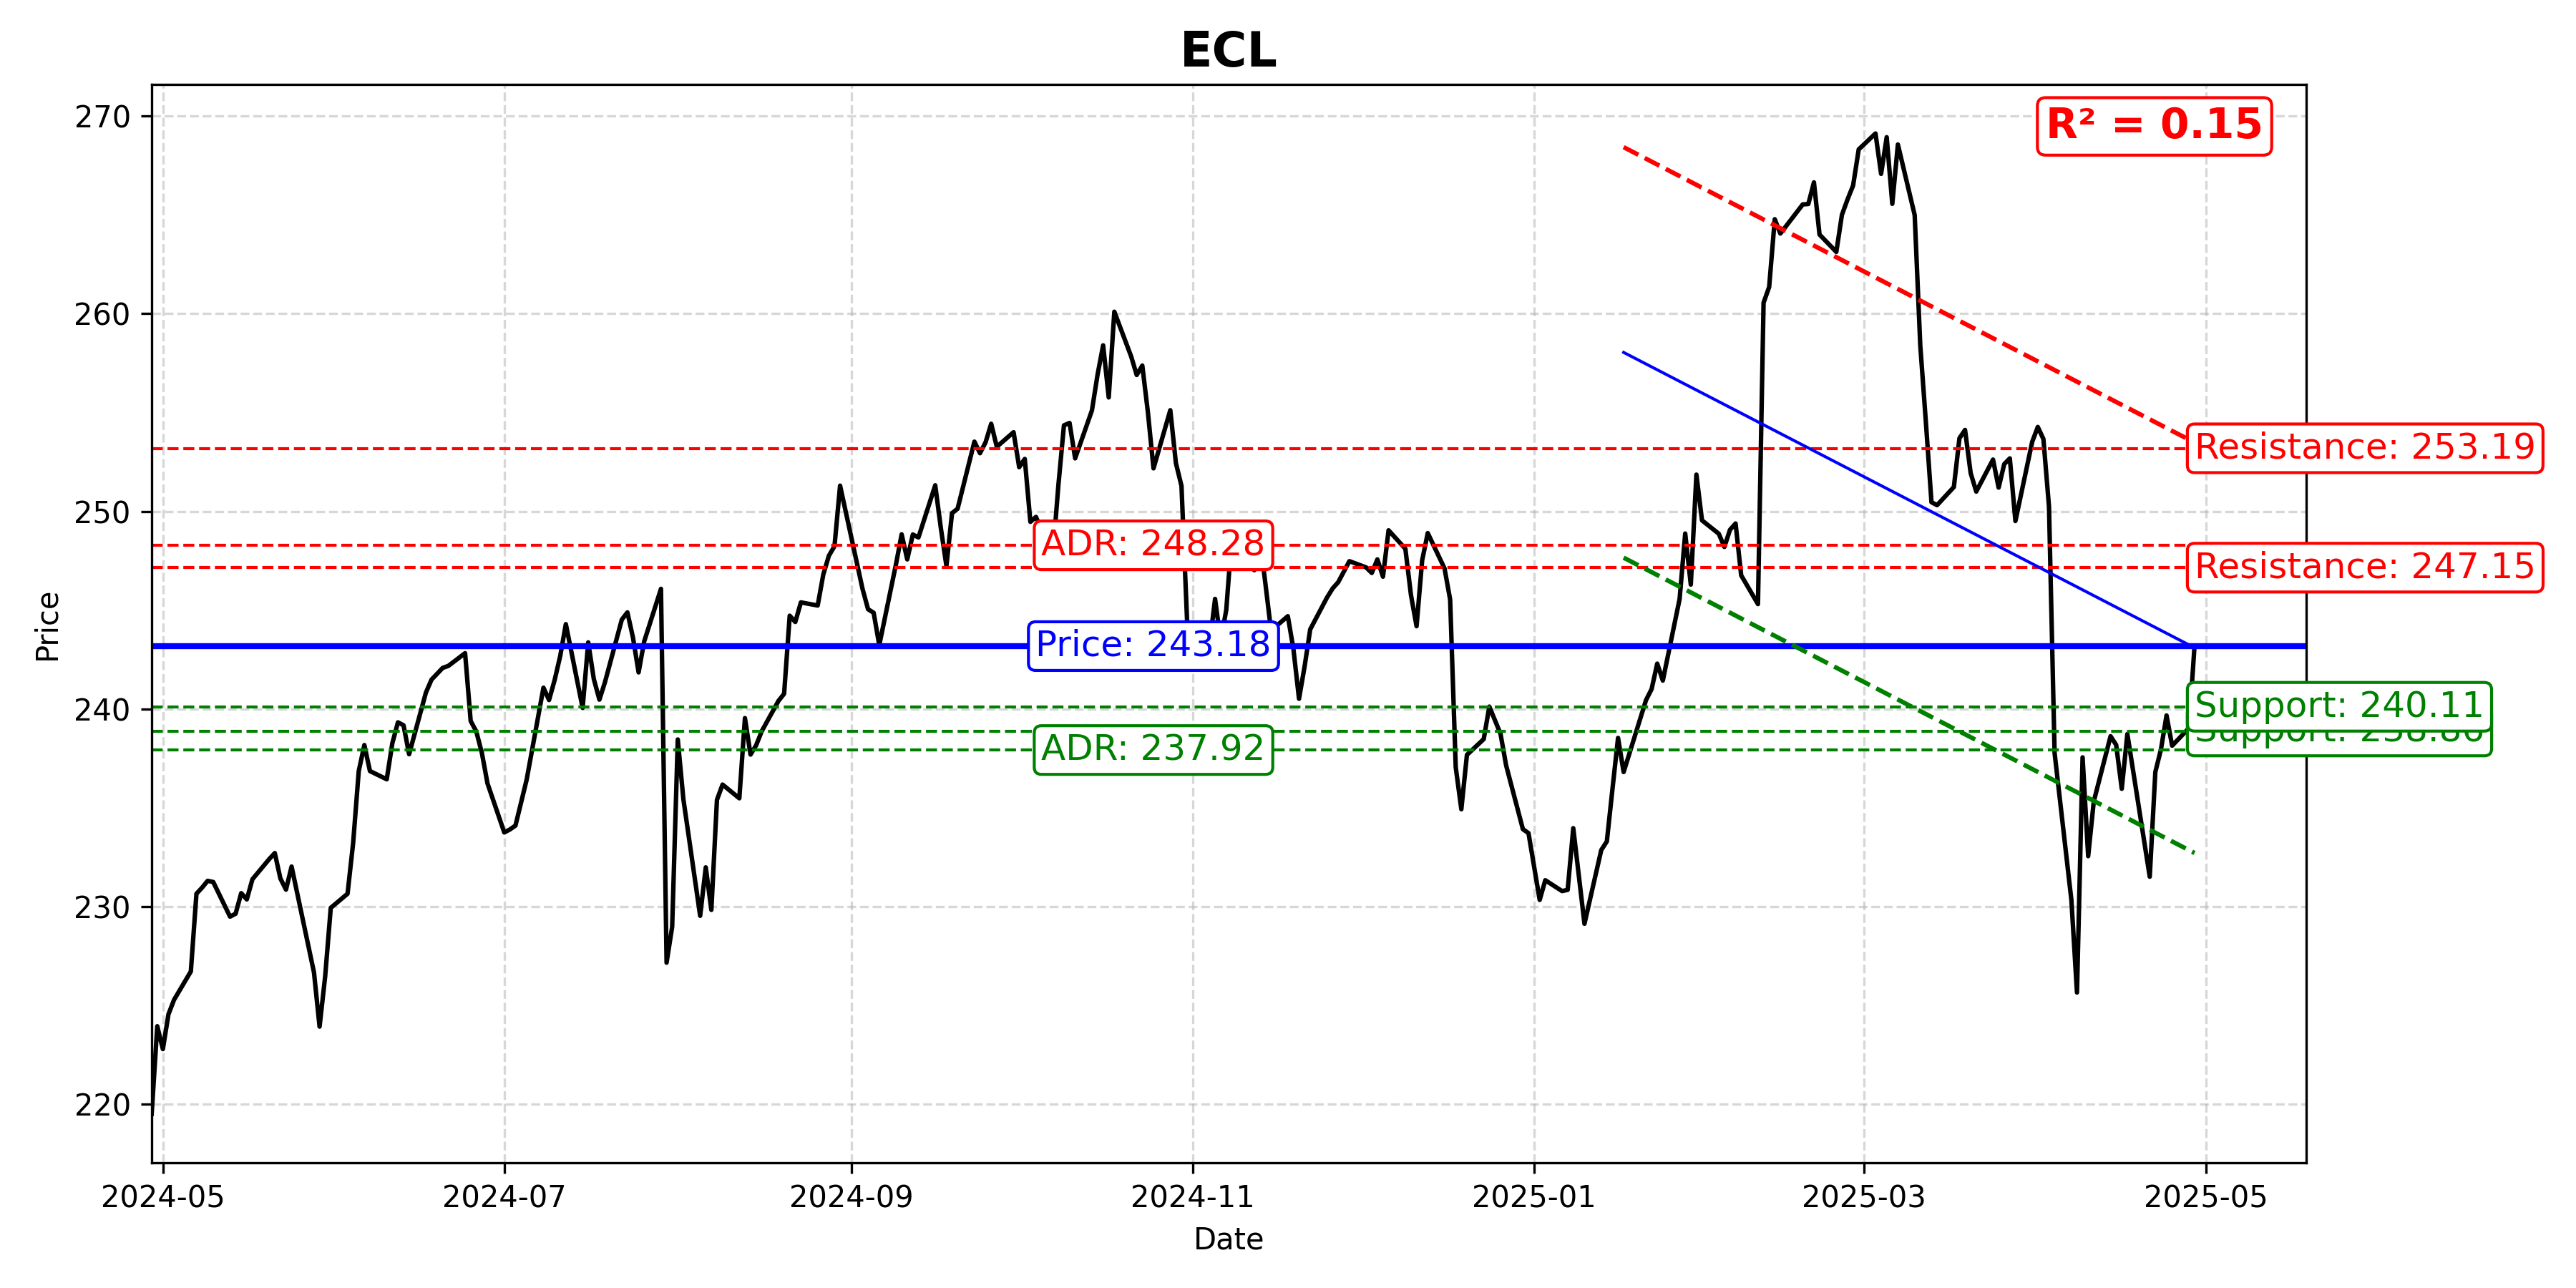 ECL
R² = 0.15
270
260
250
240
230
220
Price
Resistance: 253.19
ADR: 248.28
Resistance: 247.15
Price: 243.18
Support: 240.11
Support:
ADR: 237.92
2024-05
2024-07
2024-09
2024-11
2025-01
2025-03
2025-05
Date